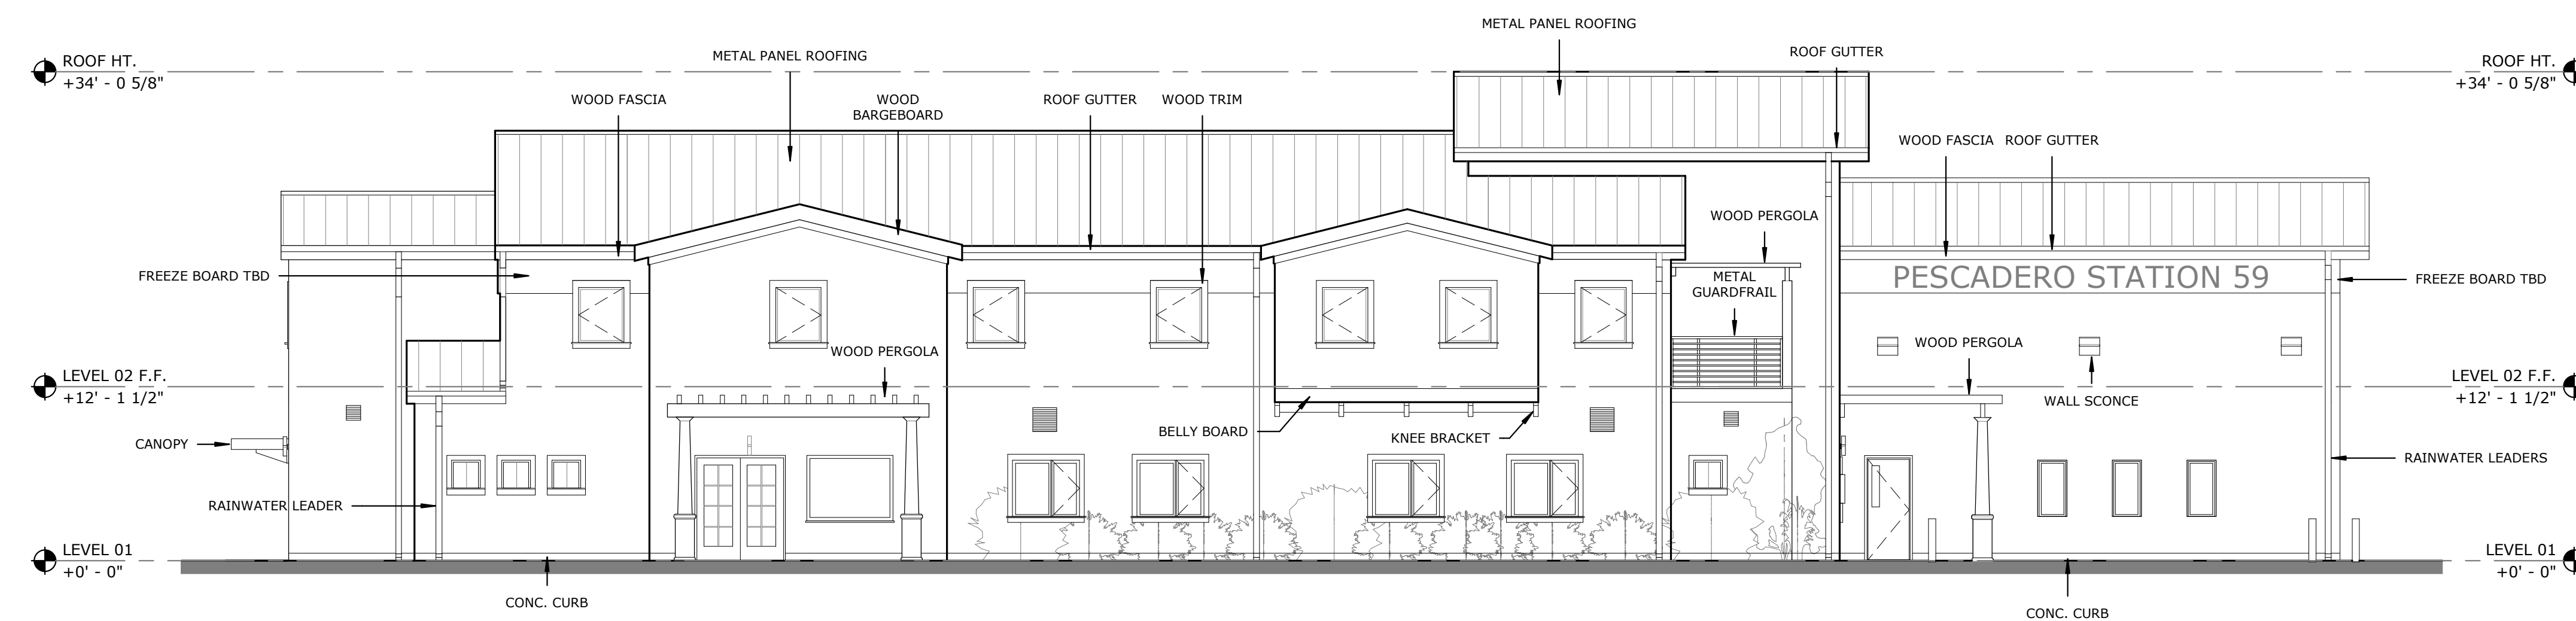 METAL PANEL ROOFING
ROOF GUTTER
METAL PANEL ROOFING
ROOF HT.
+34' - 0 5/8"
ROOF HT.
+34' - 0 5/8"
WOOD FASCIA
WOOD
BARGEBOARD
ROOF GUTTER
WOOD TRIM
WOOD FASCIA
ROOF GUTTER
WOOD PERGOLA
FREEZE BOARD TBD
METAL
GUARDFRAIL
PESCADERO STATION 59
FREEZE BOARD TBD
WOOD PERGOLA
WOOD PERGOLA
LEVEL 02 F.F.
+12' - 1 1/2"
LEVEL 02 F.F.
+12' - 1 1/2"
WALL SCONCE
CANOPY
BELLY BOARD
KNEE BRACKET
RAINWATER LEADERS
RAINWATER LEADER
LEVEL 01
+0' - 0"
LEVEL 01
+0' - 0"
CONC. CURB
CONC. CURB